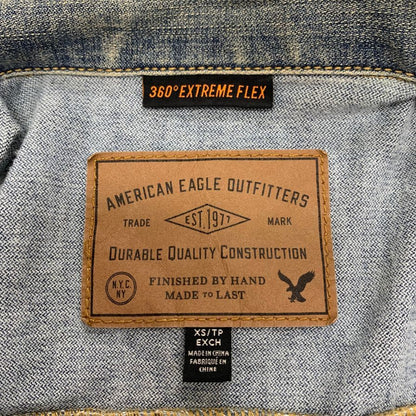 360° EXTREME FLEX
AMERICAN EAGLE OUTFITTERS
TRADE EST. 1977 MARK
DURABLE QUALITY CONSTRUCTION
N.Y.C.
NY
FINISHED BY HAND
MADE TO LAST
XS/TP
EXCH
MADE IN CHINA
FABRIQUÉ EN
CHINE